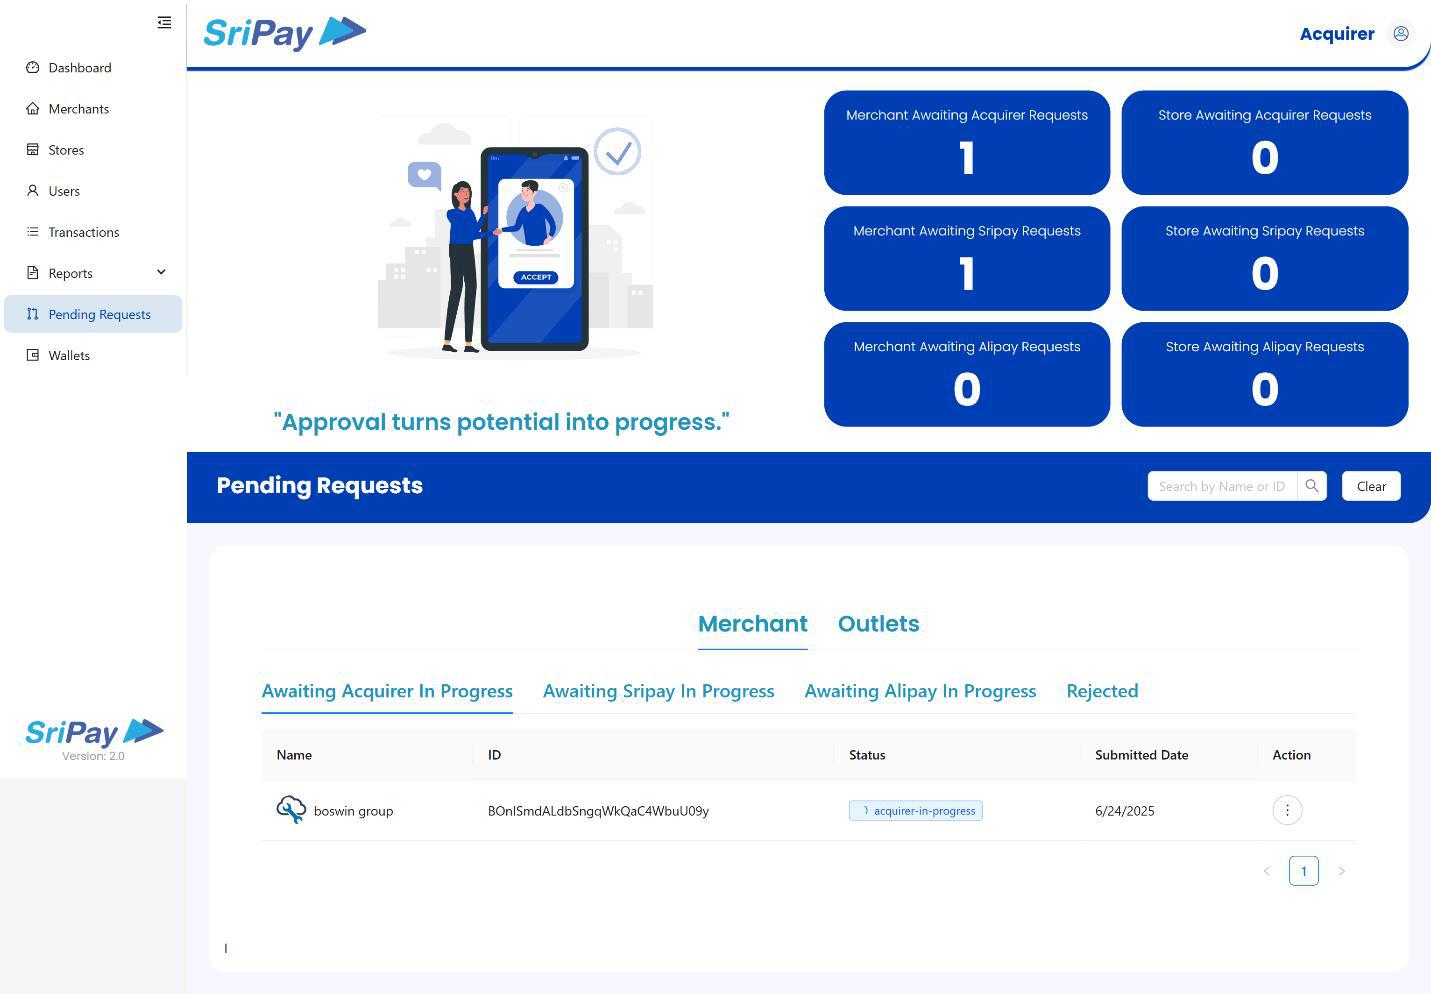 SriPay
Acquirer
Dashboard
Merchants
Stores
Users
Transactions
Reports
Pending Requests
Wallets
SriPay
Version: 2.0
ACCEPT
"Approval turns potential into progress."
Merchant Awaiting Acquirer Requests
1
Store Awaiting Acquirer Requests
0
Merchant Awaiting Sripay Requests
1
Store Awaiting Sripay Requests
0
Merchant Awaiting Alipay Requests
0
Store Awaiting Alipay Requests
0
Pending Requests
Search by Name or ID
Clear
Merchant Outlets
Awaiting Acquirer In Progress Awaiting Sripay In Progress Awaiting Alipay In Progress Rejected
Name ID Status Submitted Date Action
boswin group BOnlSmdALdbSngqWkQaC4WbuU09y acquirer-in-progress 6/24/2025
1